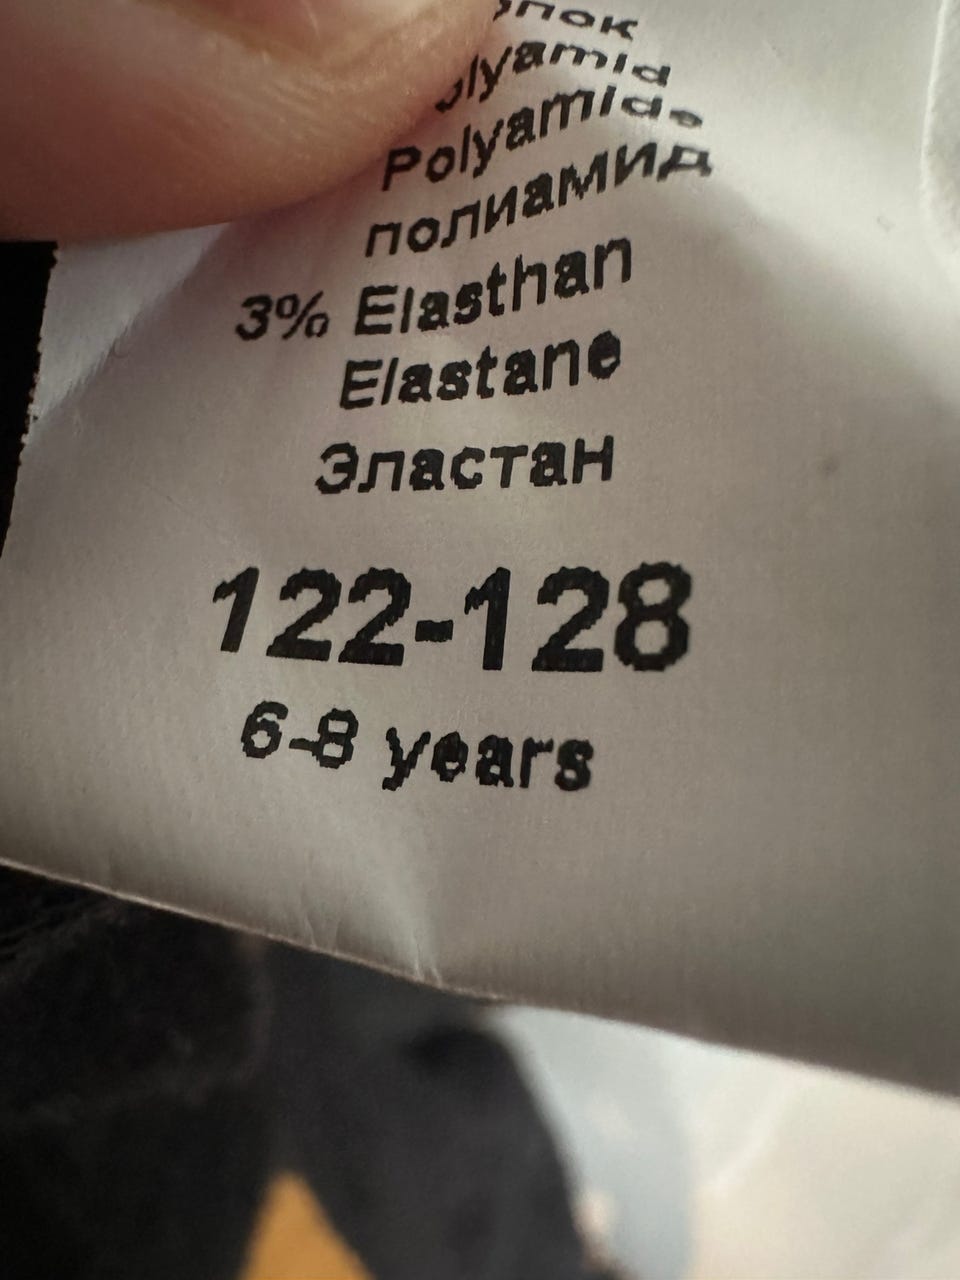 Polyamide
полиамид
3% Elasthan
Elastane
Эластан
122-128
6-8 years